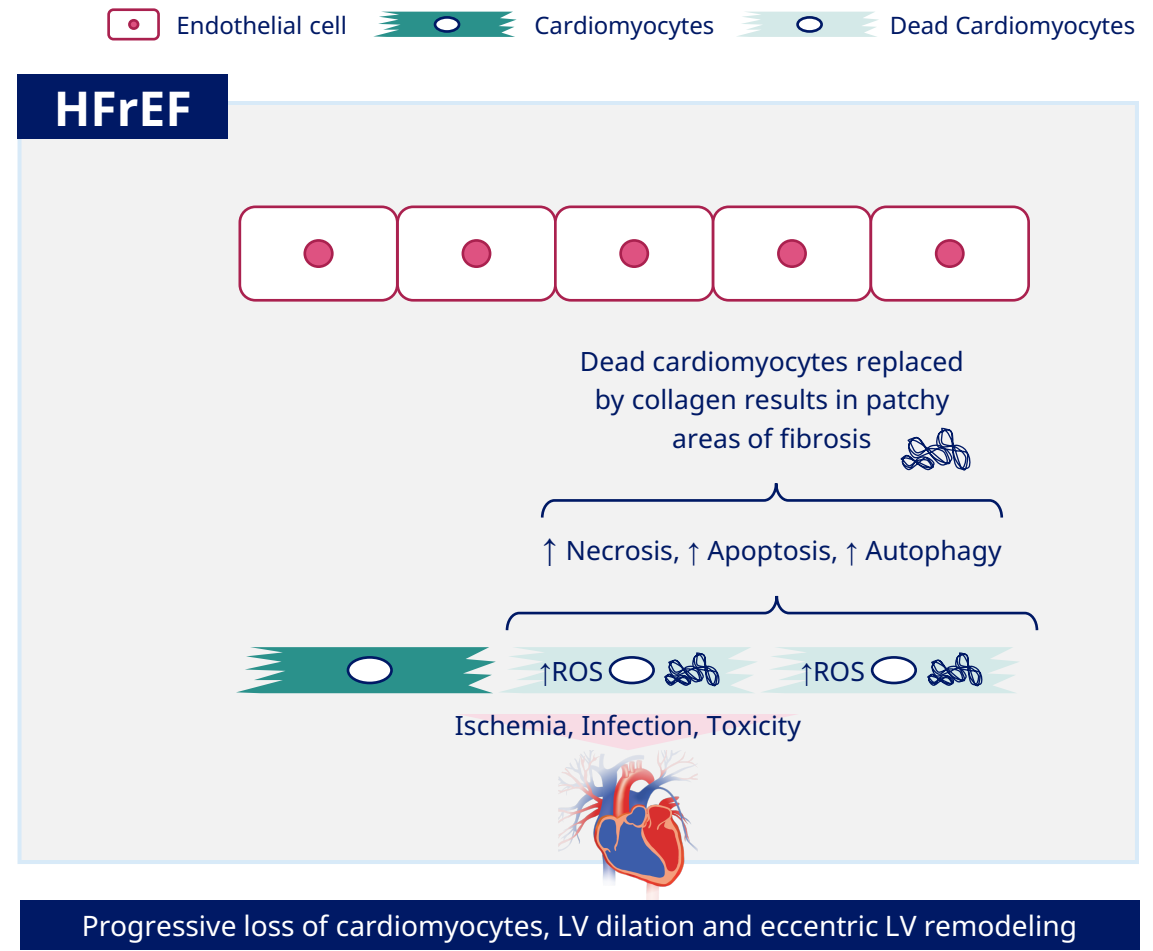 Endothelial cell
Cardiomyocytes
Dead Cardiomyocytes
HFrEF
Dead cardiomyocytes replaced
by collagen results in patchy
areas of fibrosis
↑ Necrosis, ↑ Apoptosis, ↑ Autophagy
↑ROS
↑ROS
Ischemia, Infection, Toxicity
Progressive loss of cardiomyocytes, LV dilation and eccentric LV remodeling